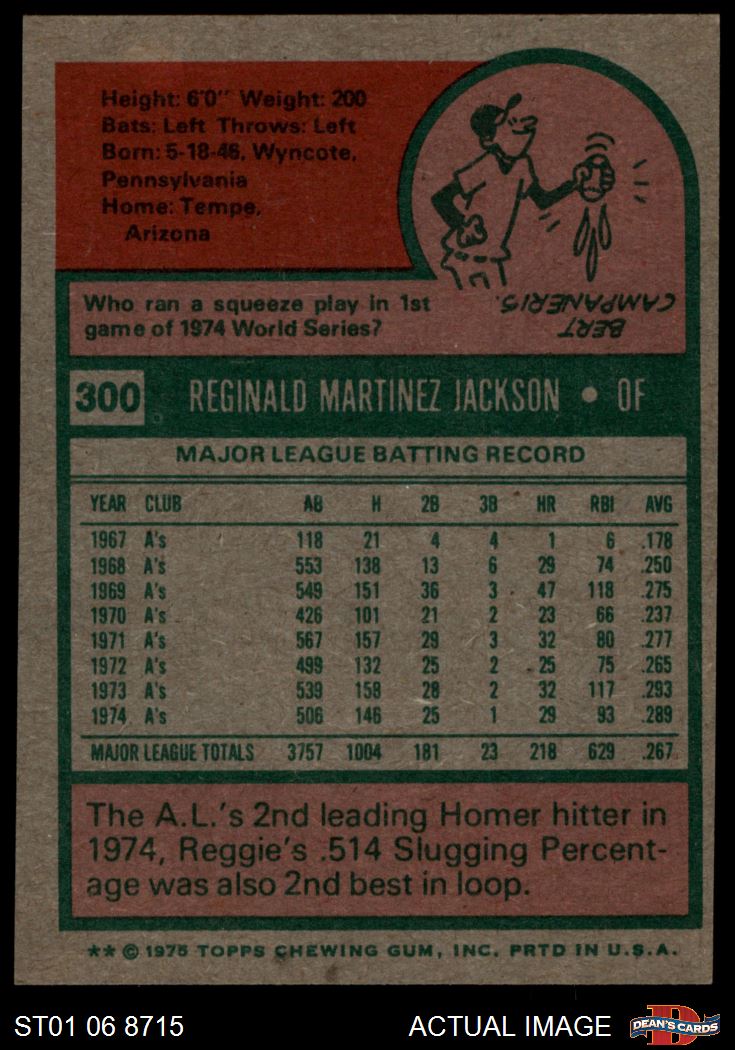 Height: 6'0" Weight: 200
Bats: Left Throws: Left
Born: 5-18-46, Wyncote,
Pennsylvania
Home: Tempe,
Arizona
Who ran a squeeze play in 1st
game of 1974 World Series?
BERT
CAMPANERIS.
300 REGINALD MARTINEZ JACKSON • OF
MAJOR LEAGUE BATTING RECORD
YEAR CLUB AB H 2B 3B HR RBI AVG
1967 A's 118 21 4 4 1 6 .178
1968 A's 553 138 13 6 29 74 .250
1969 A's 549 151 36 3 47 118 .275
1970 A's 426 101 21 2 23 66 .237
1971 A's 567 157 29 3 32 80 .277
1972 A's 499 132 25 2 25 75 .265
1973 A's 539 158 28 2 32 117 .293
1974 A's 506 146 25 1 29 93 .289
MAJOR LEAGUE TOTALS 3757 1004 181 23 218 629 .267
The A.L.'s 2nd leading Homer hitter in
1974, Reggie's .514 Slugging Percent-
age was also 2nd best in loop.
** © 1975 TOPPS CHEWING GUM, INC. PRTD IN U.S.A.
ST01 06 8715 ACTUAL IMAGE DEAN'S CARDS